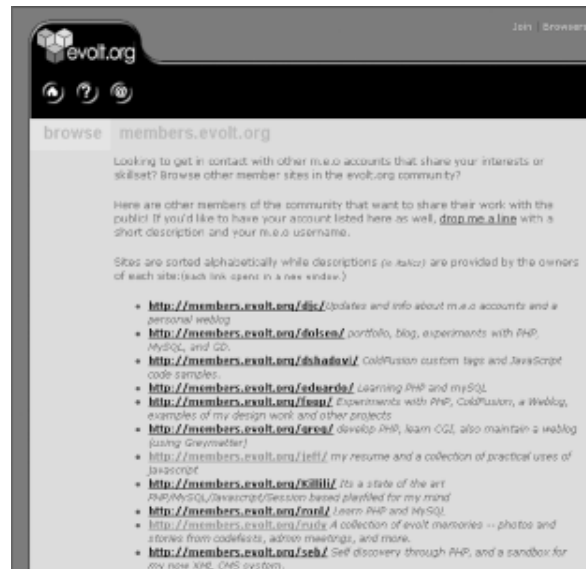 Join | Browsers
evolt.org
browse members.evolt.org
Looking to get in contact with other m.e.o accounts that share your interests or
skillset? Browse other member sites in the evolt.org community?
Here are other members of the community that want to share their work with the
public! If you'd like to have your account listed here as well, drop me a line with a
short description and your m.e.o username.
Sites are sorted alphabetically while descriptions (in italics) are provided by the owners
of each site:(each link opens in a new window.)
http://members.evolt.org/djc/ Updates and info about m.e.o accounts and a
personal weblog
http://members.evolt.org/dolsen/ portfolio, blog, experiments with PHP,
MySQL, and GD.
http://members.evolt.org/dshadovi/ ColdFusion custom tags and JavaScript
code samples.
http://members.evolt.org/eduardo/ Learning PHP and mySQL
http://members.evolt.org/foop/ Experiments with PHP, ColdFusion, a Weblog,
examples of my design work and other projects
http://members.evolt.org/greg/ develop PHP, learn CGI, also maintain a weblog
(using Greymatter)
http://members.evolt.org/jeff/ my resume and a collection of practical uses of
Javascript
http://members.evolt.org/Killili/ Its a state of the art
PHP/MySQL/Javascript/Session based playfiled for my mind
Learn PHP and MySQL
http://members.evolt.org/rudy A collection of evolt memories -- photos and
stories from codefests, admin meetings, and more.
http://members.evolt.org/seb/ Self discovery through PHP, and a sandbox for
my new XML CMS system.